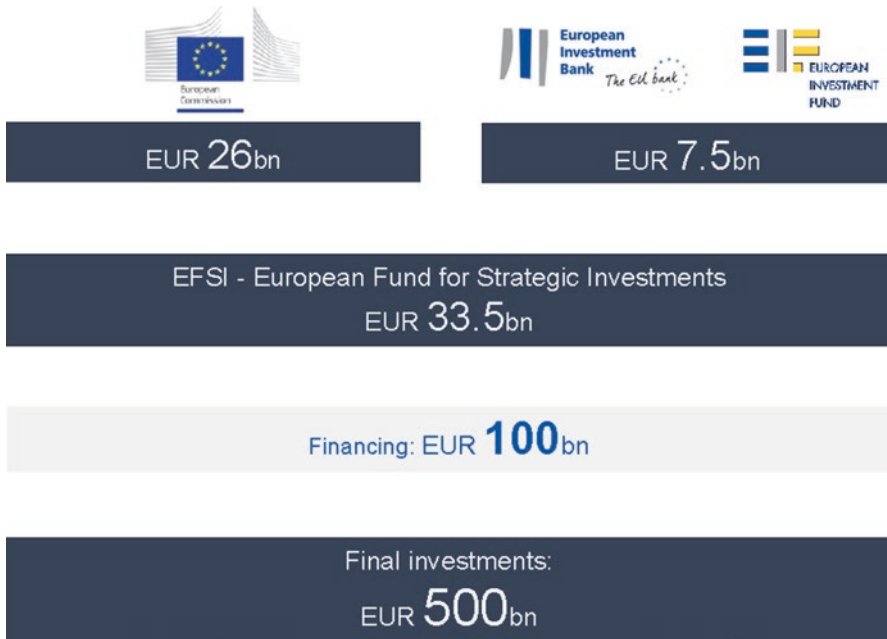 European
Commission
European
Investment
Bank
The EU bank
EUROPEAN
INVESTMENT
FUND
EUR 26bn
EUR 7.5bn
EFSI - European Fund for Strategic Investments
EUR 33.5bn
Financing: EUR 100bn
Final investments:
EUR 500bn